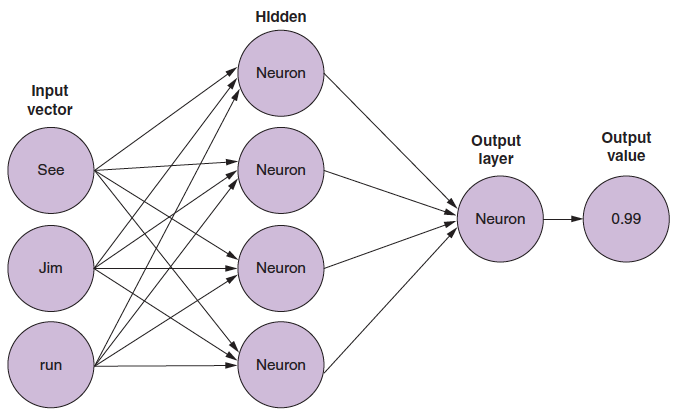 Hidden
Neuron
Input
vector
See
Neuron
Output
layer
Output
value
Neuron
0.99
Jim
Neuron
run
Neuron